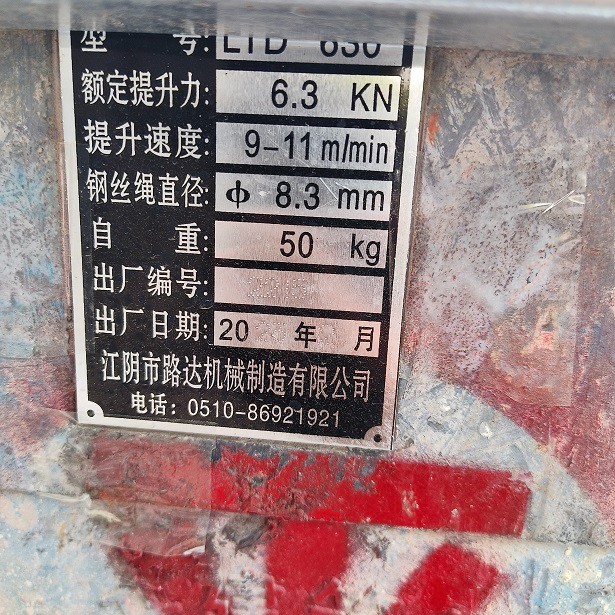 型 号: LTD 630
额定提升力: 6.3 KN
提升速度: 9-11 m/min
钢丝绳直径: ф 8.3 mm
自 重: 50 kg
出厂编号:
出厂日期: 20 年 月
江阴市路达机械制造有限公司
电话: 0510-86921921